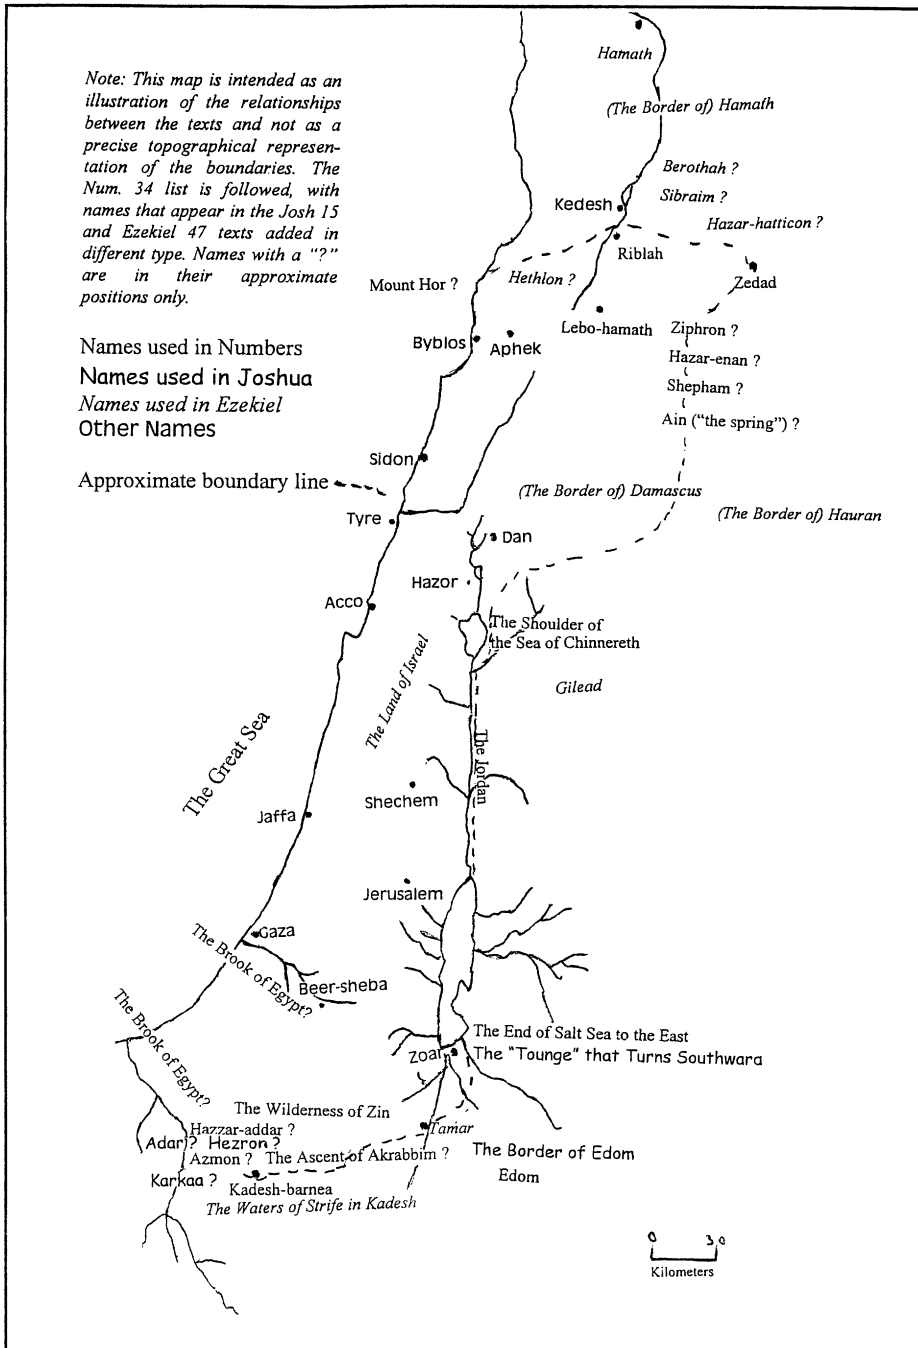 Note: This map is intended as an
illustration of the relationships
between the texts and not as a
precise topographical represen-
tation of the boundaries. The
Num. 34 list is followed, with
names that appear in the Josh 15
and Ezekiel 47 texts added in
different type. Names with a "?"
are in their approximate
positions only.
Names used in Numbers
Names used in Joshua
Names used in Ezekiel
Other Names
Approximate boundary line
Hamath
(The Border of) Hamath
Berothah ?
Sibraim ?
Kedesh
Hazar-hatticon ?
Riblah
Mount Hor ?
Hethlon ?
Zedad
Lebo-hamath
Ziphron ?
Byblos
Aphek
Hazar-enan ?
Shepham ?
Ain ("the spring") ?
Sidon
(The Border of) Damascus
(The Border of) Hauran
Tyre
Dan
Hazor
Acco
The Shoulder of
the Sea of Chinnereth
The Land of Israel
Gilead
The Great Sea
The Jordan
Shechem
Jaffa
Jerusalem
Gaza
The Brook of Egypt?
Beer-sheba
The Brook of Egypt?
The End of Salt Sea to the East
Zoar
The "Tounge" that Turns Southwara
The Wilderness of Zin
Hazzar-addar ?
Tamar
Adar? Hezron ?
Azmon ?
The Ascent of Akrabbim ?
The Border of Edom
Edom
Karkaa ?
Kadesh-barnea
The Waters of Strife in Kadesh
0 30
Kilometers